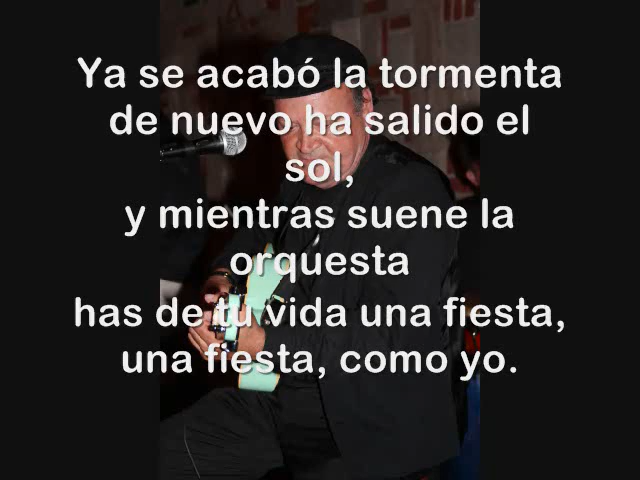 Ya se acabó la tormenta
de nuevo ha salido el
sol,
y mientras suene la
orquesta
has de tu vida una fiesta,
una fiesta, como yo.